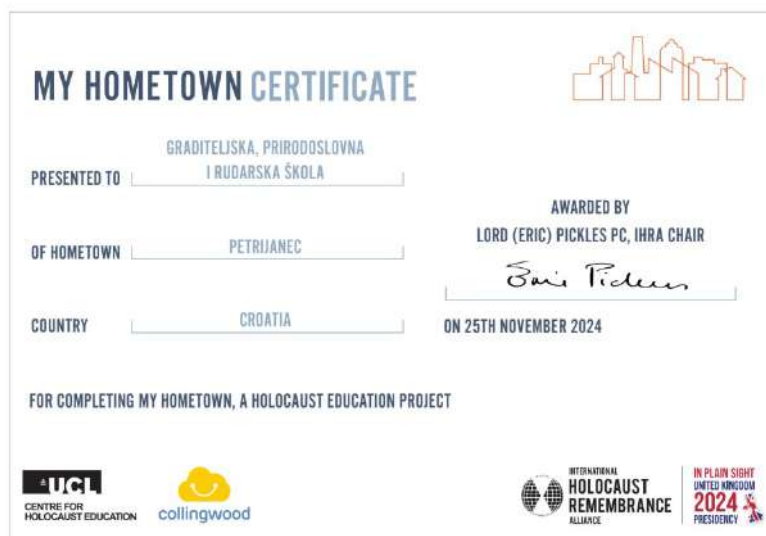 MY HOMETOWN CERTIFICATE
PRESENTED TO
GRADITELJSKA, PRIRODOSLOVNA
I RUDARSKA ŠKOLA
OF HOMETOWN
PETRIJANEC
COUNTRY
CROATIA
AWARDED BY
LORD (ERIC) PICKLES PC, IHRA CHAIR
Eric Pickles
ON 25TH NOVEMBER 2024
FOR COMPLETING MY HOMETOWN, A HOLOCAUST EDUCATION PROJECT
UCL
CENTRE FOR
HOLOCAUST EDUCATION
collingwood
INTERNATIONAL
HOLOCAUST
REMEMBRANCE
ALLIANCE
IN PLAIN SIGHT
UNITED KINGDOM
2024
PRESIDENCY